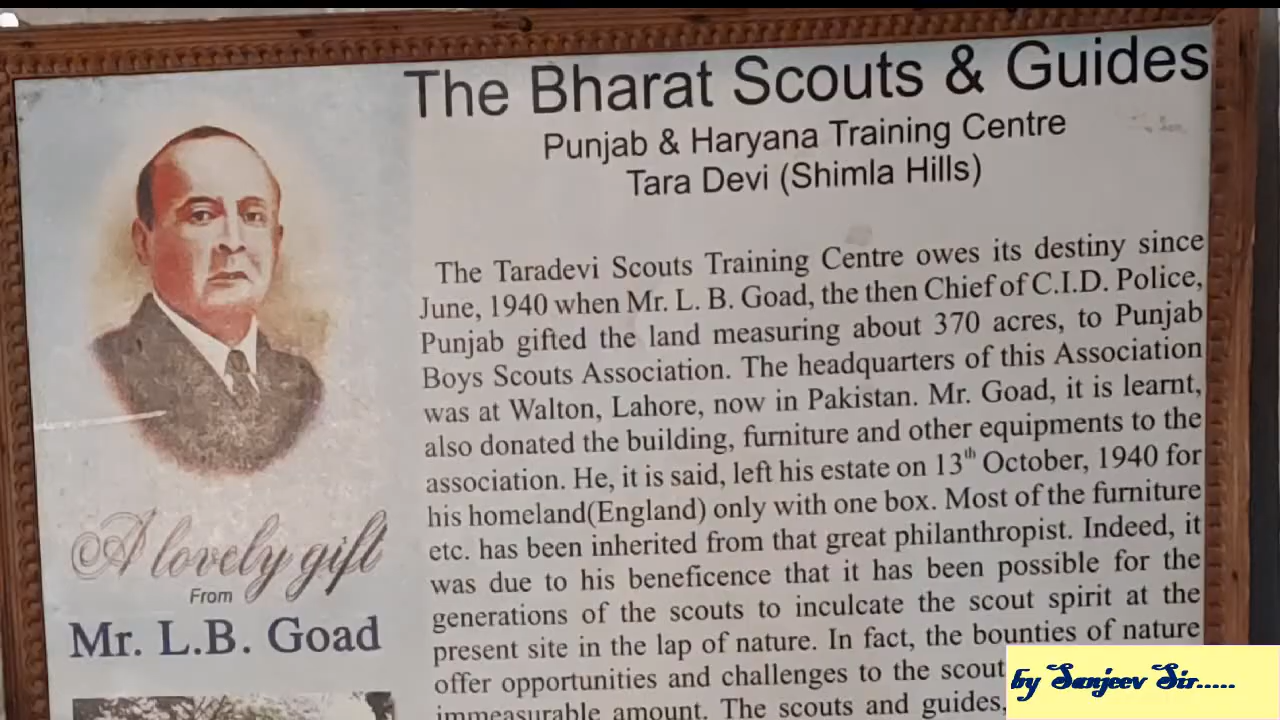 The Bharat Scouts & Guides
Punjab & Haryana Training Centre
Tara Devi (Shimla Hills)
The Taradevi Scouts Training Centre owes its destiny since
June, 1940 when Mr. L. B. Goad, the then Chief of C.I.D. Police,
Punjab gifted the land measuring about 370 acres, to Punjab
Boys Scouts Association. The headquarters of this Association
was at Walton, Lahore, now in Pakistan. Mr. Goad, it is learnt,
also donated the building, furniture and other equipments to the
association. He, it is said, left his estate on 13th October, 1940 for
his homeland(England) only with one box. Most of the furniture
etc. has been inherited from that great philanthropist. Indeed, it
was due to his beneficence that it has been possible for the
generations of the scouts to inculcate the scout spirit at the
present site in the lap of nature. In fact, the bounties of nature
offer opportunities and challenges to the scout
immeasurable amount. The scouts and guides,
A lovely gift
From
Mr. L.B. Goad
by Sanjeev Sir.....